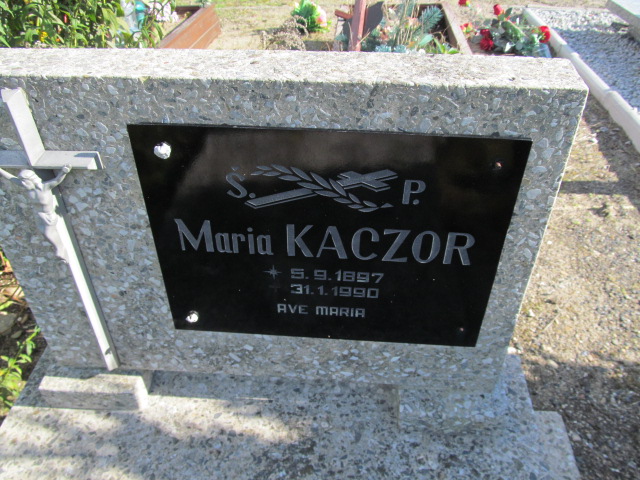 Ś. P.
Maria KACZOR
* 5.9.1897
31.1.1990
AVE MARIA